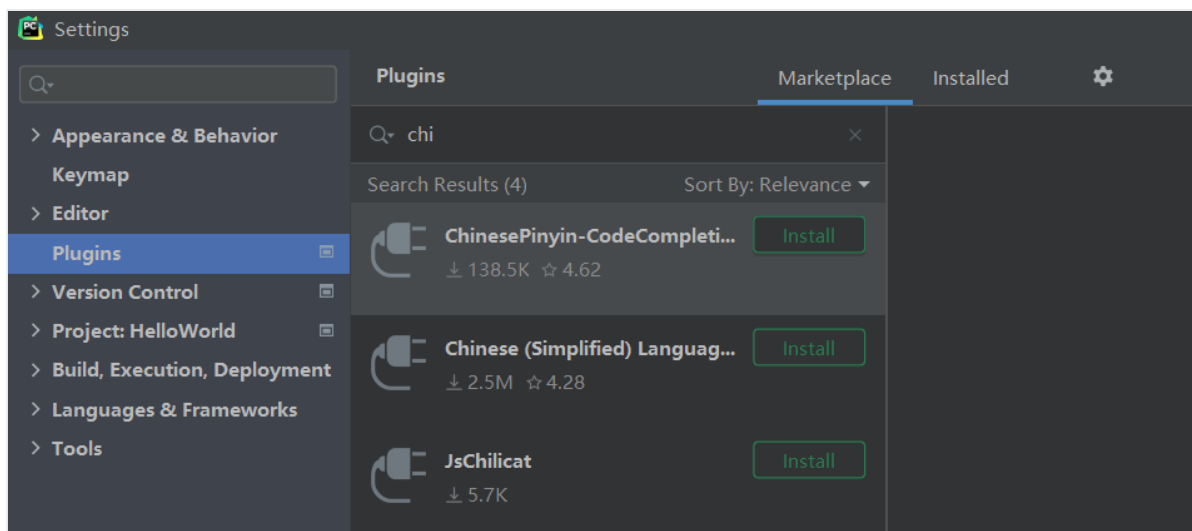 PC
Settings
Plugins
Marketplace
Installed
Appearance & Behavior
Keymap
Editor
Plugins
Version Control
Project: HelloWorld
Build, Execution, Deployment
Languages & Frameworks
Tools
chi
Search Results (4)
Sort By: Relevance
ChinesePinyin-CodeCompleti...
Install
138.5K 4.62
Chinese (Simplified) Languag...
Install
2.5M 4.28
JsChilicat
Install
5.7K